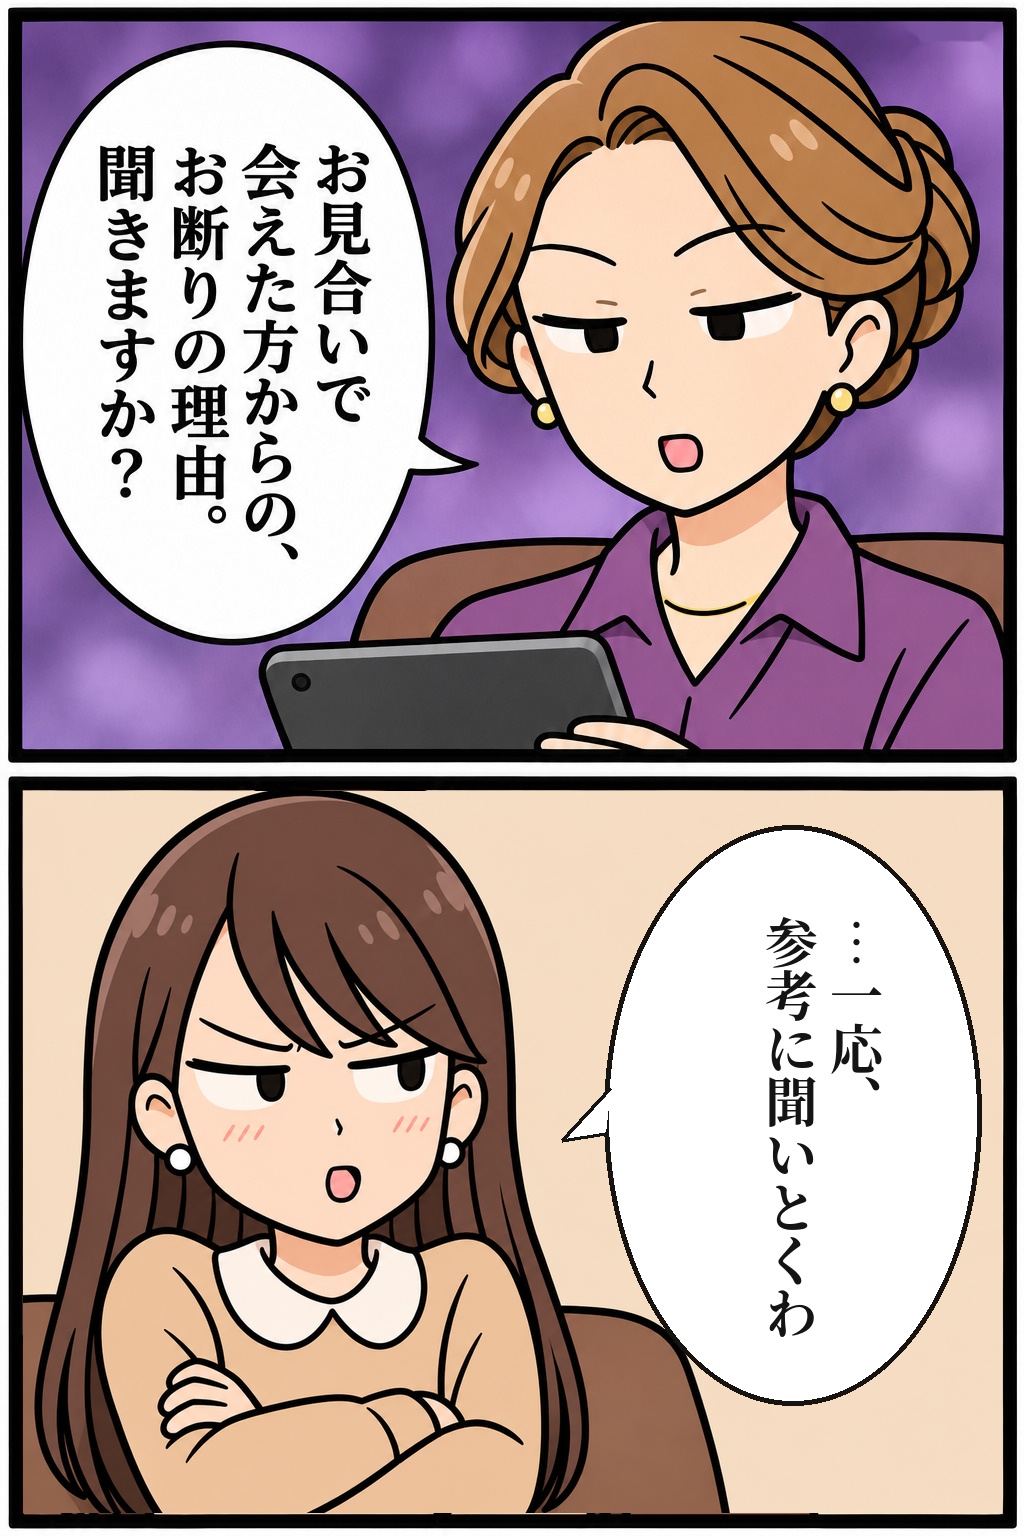 お見合いで
会えた方からの、
お断りの理由。
聞きますか？
…一応、
参考に聞いとくわ